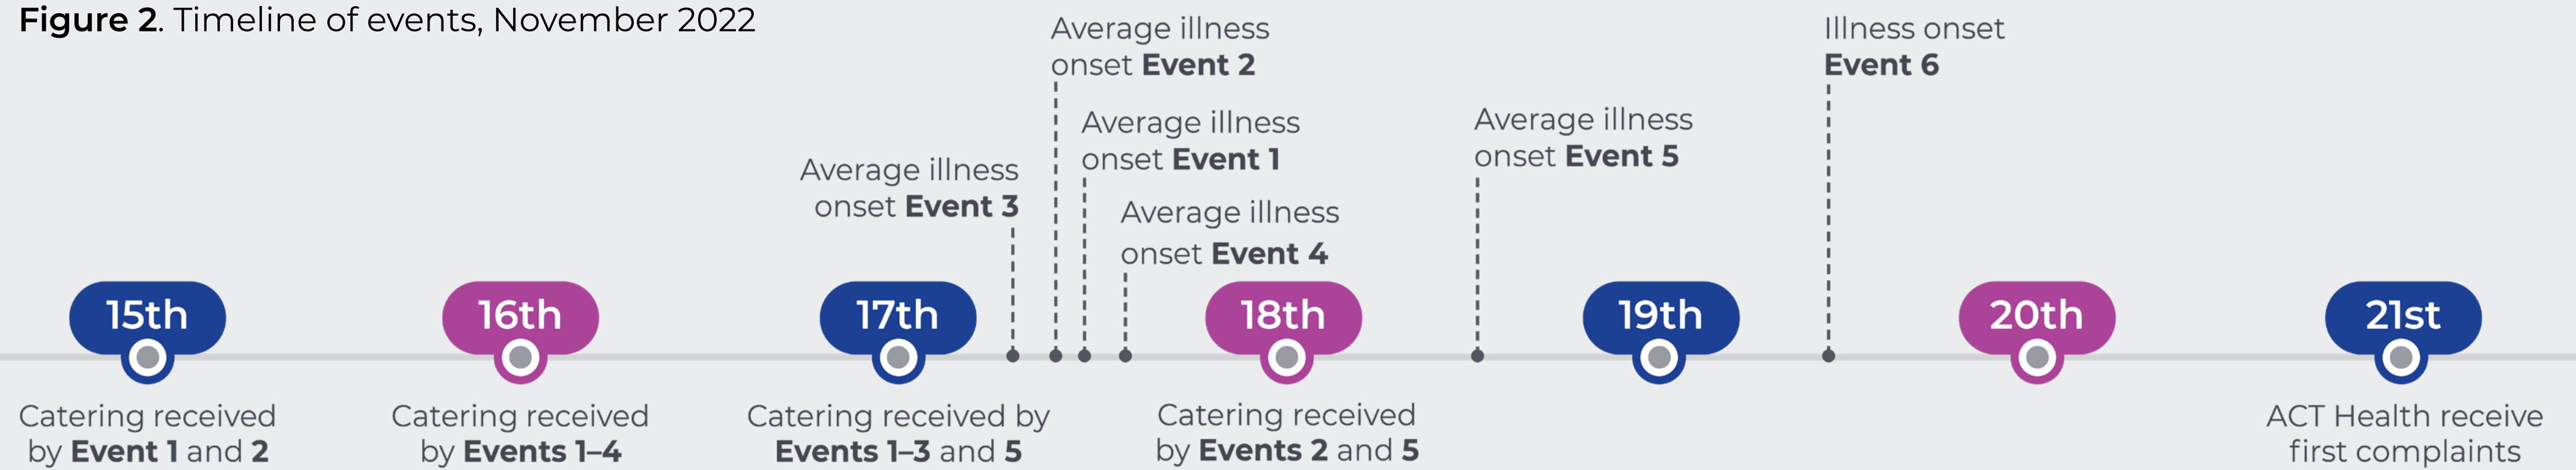 Figure 2. Timeline of events, November 2022
Average illness
onset Event 3
Average illness
onset Event 2
Average illness
onset Event 1
Average illness
onset Event 4
Average illness
onset Event 5
Illness onset
Event 6
15th
16th
17th
18th
19th
20th
21st
Catering received
by Event 1 and 2
Catering received
by Events 1–4
Catering received by
Events 1–3 and 5
Catering received
by Events 2 and 5
ACT Health receive
first complaints